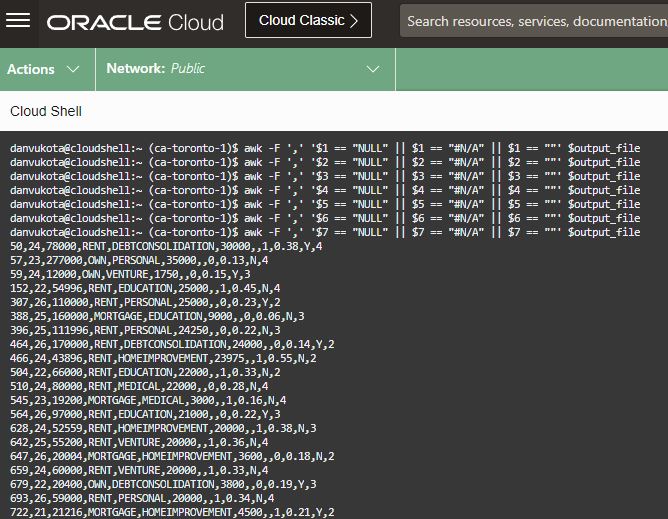 ORACLE Cloud
Cloud Classic >
Search resources, services, documentation
Actions
Network: Public
Cloud Shell
danvukota@cloudshell:~ (ca-toronto-1)$ awk -F ',' '$1 == "NULL" || $1 == "#N/A" || $1 == ""' $output_file
danvukota@cloudshell:~ (ca-toronto-1)$ awk -F ',' '$2 == "NULL" || $2 == "#N/A" || $2 == ""' $output_file
danvukota@cloudshell:~ (ca-toronto-1)$ awk -F ',' '$3 == "NULL" || $3 == "#N/A" || $3 == ""' $output_file
danvukota@cloudshell:~ (ca-toronto-1)$ awk -F ',' '$4 == "NULL" || $4 == "#N/A" || $4 == ""' $output_file
danvukota@cloudshell:~ (ca-toronto-1)$ awk -F ',' '$5 == "NULL" || $5 == "#N/A" || $5 == ""' $output_file
danvukota@cloudshell:~ (ca-toronto-1)$ awk -F ',' '$6 == "NULL" || $6 == "#N/A" || $6 == ""' $output_file
danvukota@cloudshell:~ (ca-toronto-1)$ awk -F ',' '$7 == "NULL" || $7 == "#N/A" || $7 == ""' $output_file
50,24,78000,RENT,DEBTCONSOLIDATION,30000,,1,0.38,Y,4
57,23,277000,OWN,PERSONAL,35000,,0,0.13,N,4
59,24,12000,OWN,VENTURE,1750,,0,0.15,Y,3
152,22,54996,RENT,EDUCATION,25000,,1,0.45,N,4
307,26,110000,RENT,PERSONAL,25000,,0,0.23,Y,2
388,25,160000,MORTGAGE,EDUCATION,9000,,0,0.06,N,3
396,25,111996,RENT,PERSONAL,24250,,0,0.22,N,3
464,26,170000,RENT,DEBTCONSOLIDATION,24000,,0,0.14,Y,2
466,24,43896,RENT,HOMEIMPROVEMENT,23975,,1,0.55,N,2
504,22,66000,RENT,EDUCATION,22000,,1,0.33,N,2
510,24,80000,RENT,MEDICAL,22000,,0,0.28,N,4
545,23,19200,MORTGAGE,MEDICAL,3000,,1,0.16,N,4
564,26,97000,RENT,EDUCATION,21000,,0,0.22,Y,3
628,24,52559,RENT,HOMEIMPROVEMENT,20000,,1,0.38,N,3
642,25,55200,RENT,VENTURE,20000,,1,0.36,N,4
647,26,20004,MORTGAGE,HOMEIMPROVEMENT,3600,,0,0.18,N,2
659,24,60000,RENT,VENTURE,20000,,1,0.33,N,4
679,22,20400,OWN,DEBTCONSOLIDATION,3800,,0,0.19,Y,3
693,26,59000,RENT,PERSONAL,20000,,1,0.34,N,4
722,21,21216,MORTGAGE,HOMEIMPROVEMENT,4500,,1,0.21,Y,2